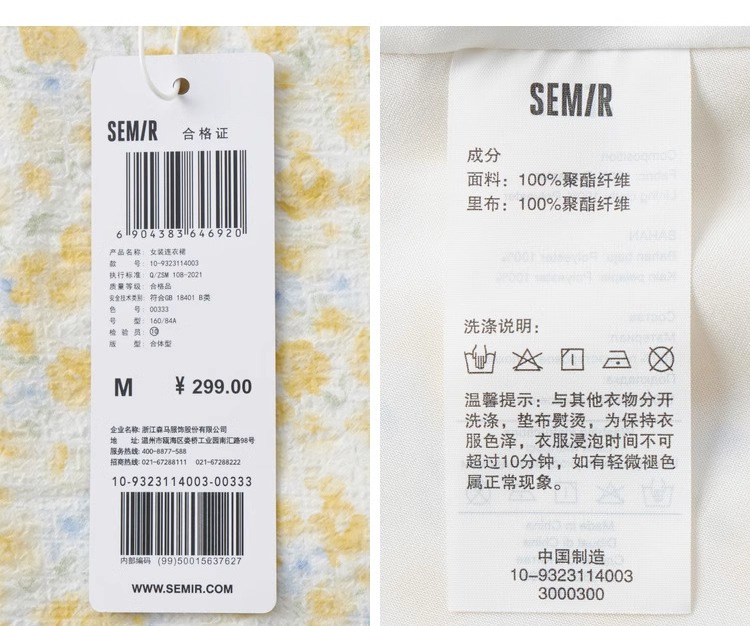 SEMIR 合格证
6 904383 646920
产品名称: 女装连衣裙
款 号: 10-9323114003
执行标准: Q/ZSM 10B-2021
质量等级: 合格品
安全技术类别: 符合GB 18401 B类
色 号: 00333
号 型: 160/84A
检 验 员: ⑩
版 型: 合体型
M ¥ 299.00
企业名称: 浙江森马服饰股份有限公司
地 址: 温州市瓯海区娄桥工业园南汇路98号
服务热线: 400-8877-588
招商热线: 021-67288111 021-67288222
10-9323114003-00333
内部编码 (99)50015637627
WWW.SEMIR.COM
SEMIR
成分
面料: 100%聚酯纤维
里布: 100%聚酯纤维
洗涤说明:
温馨提示: 与其他衣物分开
洗涤, 垫布熨烫, 为保持衣
服色泽, 衣服浸泡时间不可
超过10分钟, 如有轻微褪色
属正常现象。
中国制造
10-9323114003
3000300